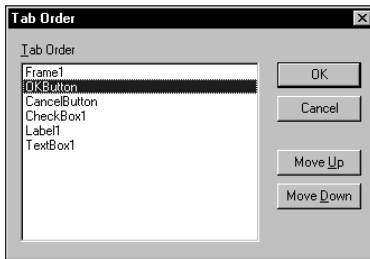 Tab Order
Tab Order
Frame1
OKButton
CancelButton
CheckBox1
Label1
TextBox1
OK
Cancel
Move Up
Move Down